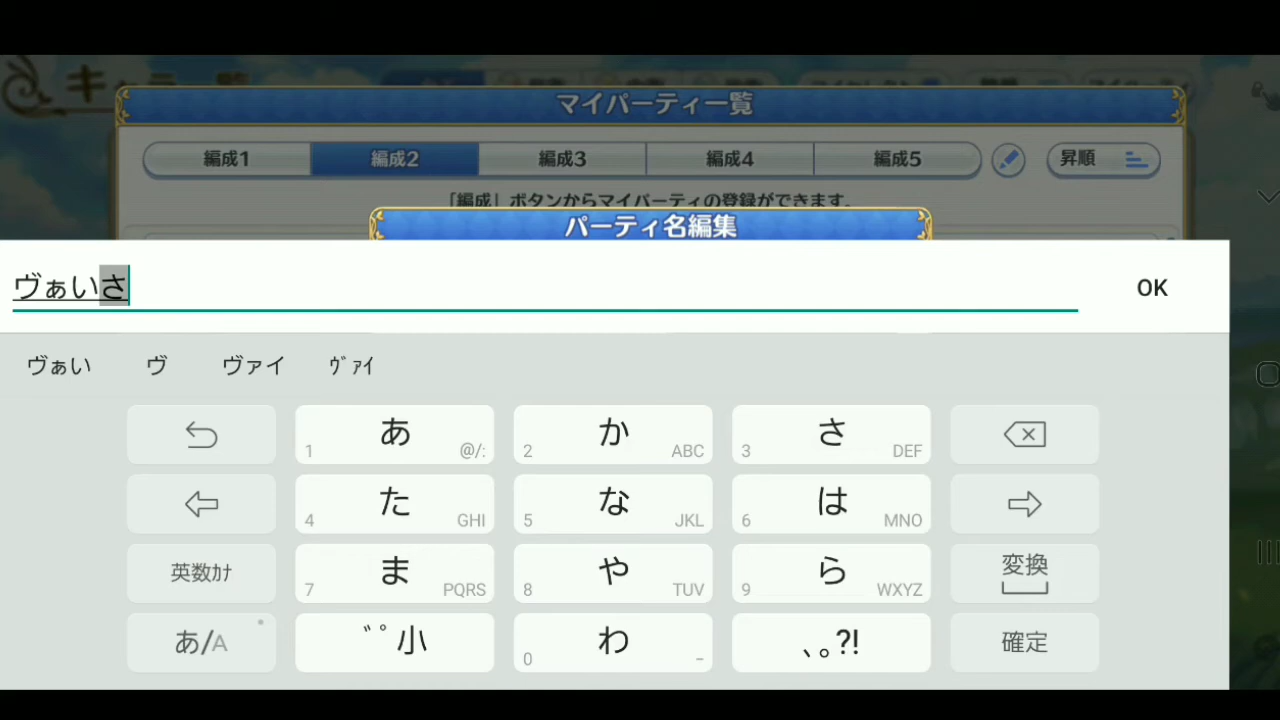 マイパーティー覧
編成1 編成2 編成3 編成4 編成5 昇順
「編成」ボタンからマイパーティの登録ができます。
パーティ名編集
ヴぁいさ OK
ヴぁい ヴ ヴァイ ヴァイ
1 あ @/: 2 か ABC 3 さ DEF
4 た GHI 5 な JKL 6 は MNO
英数カナ 7 ま PQRS 8 や TUV 9 ら WXYZ 変換
あ/A ゛゜小 0 わ - 、。?! 確定